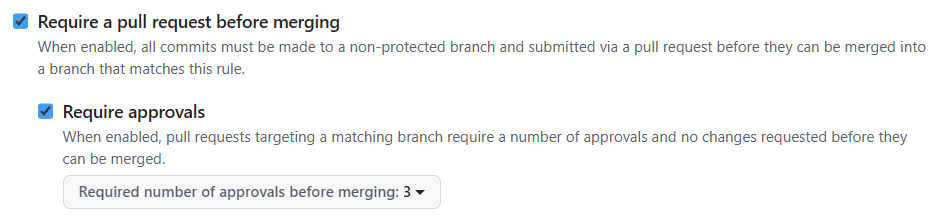 Require a pull request before merging
When enabled, all commits must be made to a non-protected branch and submitted via a pull request before they can be merged into
a branch that matches this rule.
Require approvals
When enabled, pull requests targeting a matching branch require a number of approvals and no changes requested before they
can be merged.
Required number of approvals before merging: 3